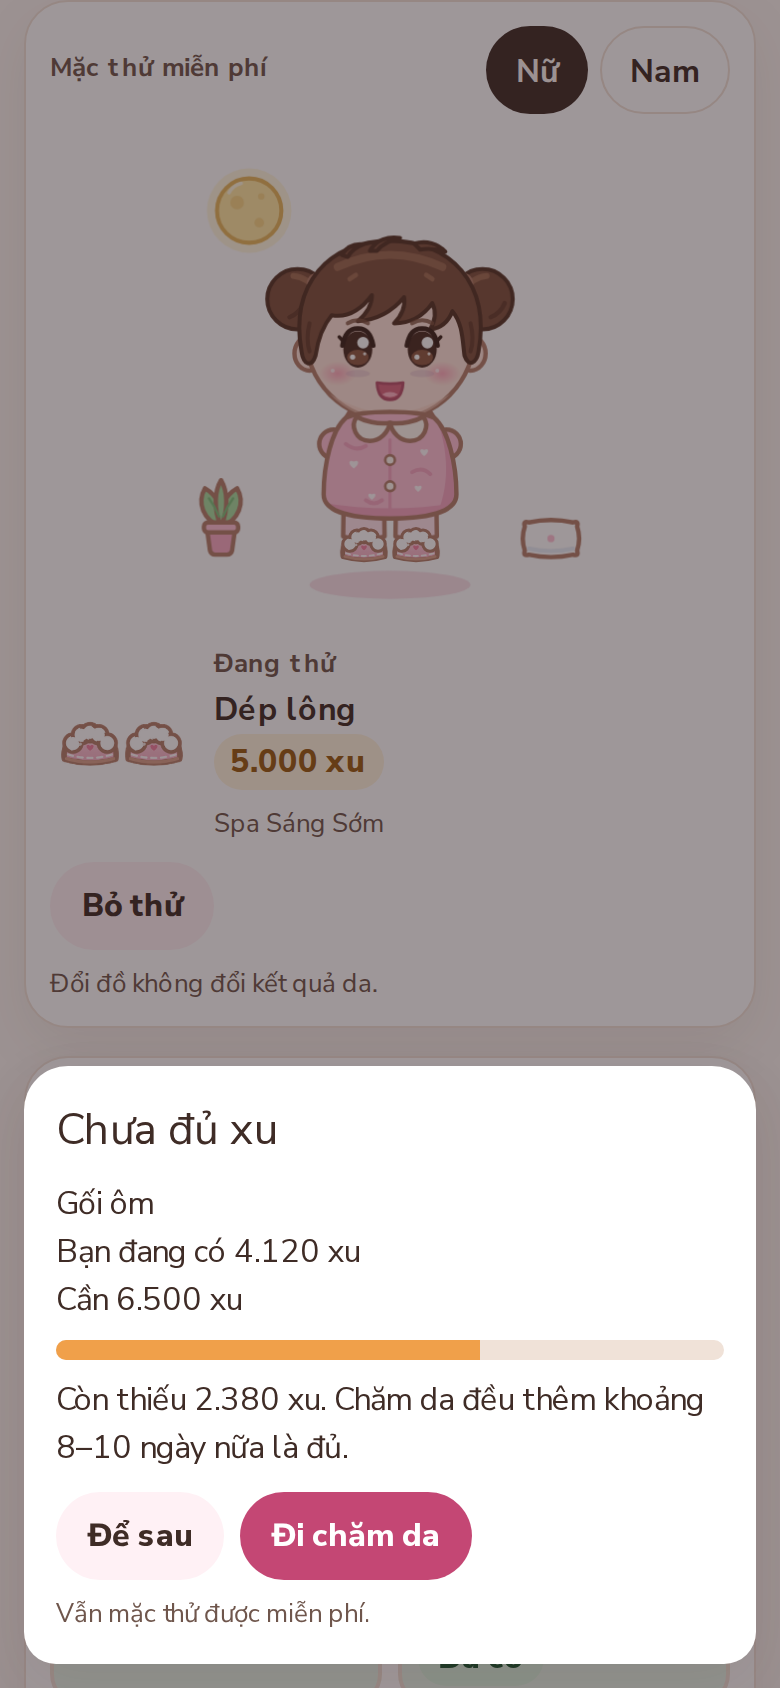 Mặc thử miễn phí
Nữ
Nam
Đang thử
Dép lông
5.000 xu
Spa Sáng Sớm
Bỏ thử
Đổi đồ không đổi kết quả da.
Chưa đủ xu
Gối ôm
Bạn đang có 4.120 xu
Cần 6.500 xu
Còn thiếu 2.380 xu. Chăm da đều thêm khoảng
8–10 ngày nữa là đủ.
Để sau
Đi chăm da
Vẫn mặc thử được miễn phí.